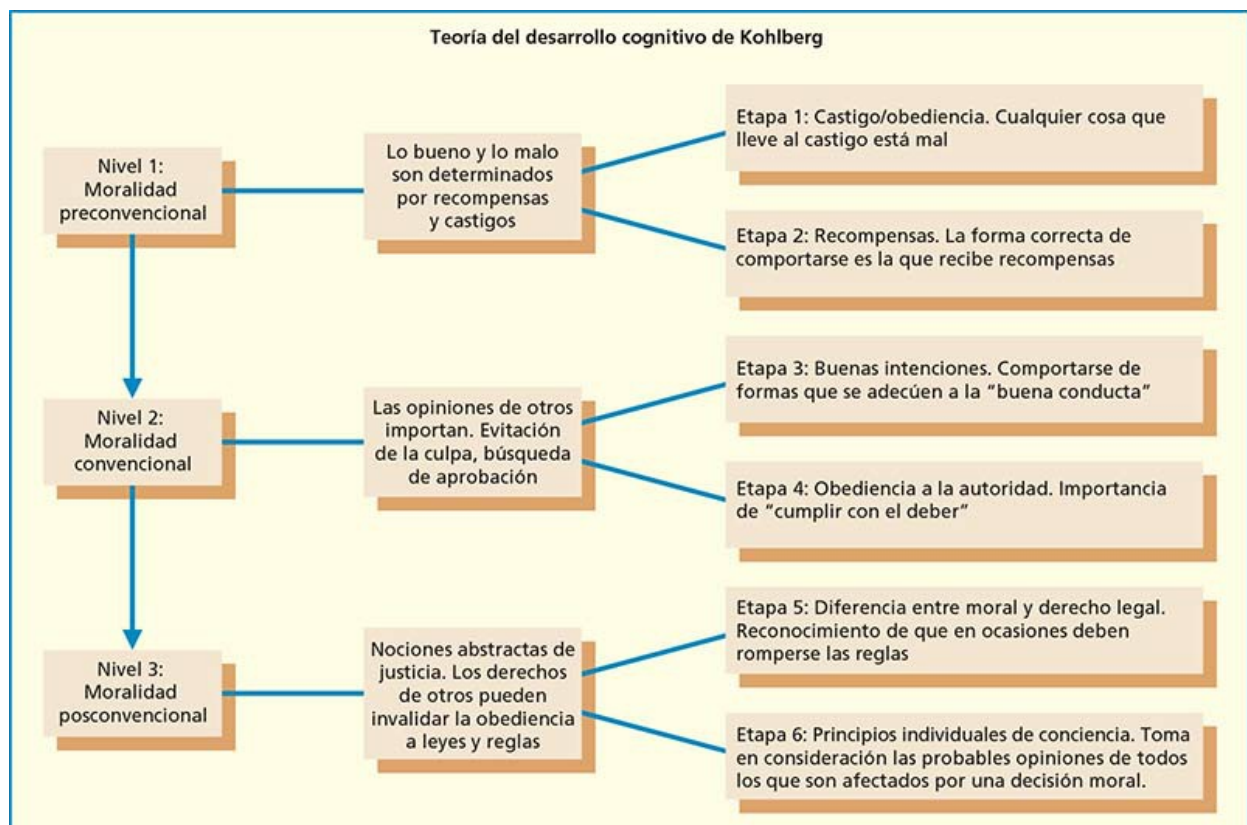 Teoría del desarrollo cognitivo de Kohlberg
Nivel 1:
Moralidad
preconvencional
Lo bueno y lo malo
son determinados
por recompensas
y castigos
Etapa 1: Castigo/obediencia. Cualquier cosa que
lleve al castigo está mal
Etapa 2: Recompensas. La forma correcta de
comportarse es la que recibe recompensas
Nivel 2:
Moralidad
convencional
Las opiniones de otros
importan. Evitación
de la culpa, búsqueda
de aprobación
Etapa 3: Buenas intenciones. Comportarse de
formas que se adecúen a la “buena conducta”
Etapa 4: Obediencia a la autoridad. Importancia
de “cumplir con el deber”
Nivel 3:
Moralidad
posconvencional
Nociones abstractas de
justicia. Los derechos
de otros pueden
invalidar la obediencia
a leyes y reglas
Etapa 5: Diferencia entre moral y derecho legal.
Reconocimiento de que en ocasiones deben
romperse las reglas
Etapa 6: Principios individuales de conciencia. Toma
en consideración las probables opiniones de todos
los que son afectados por una decisión moral.